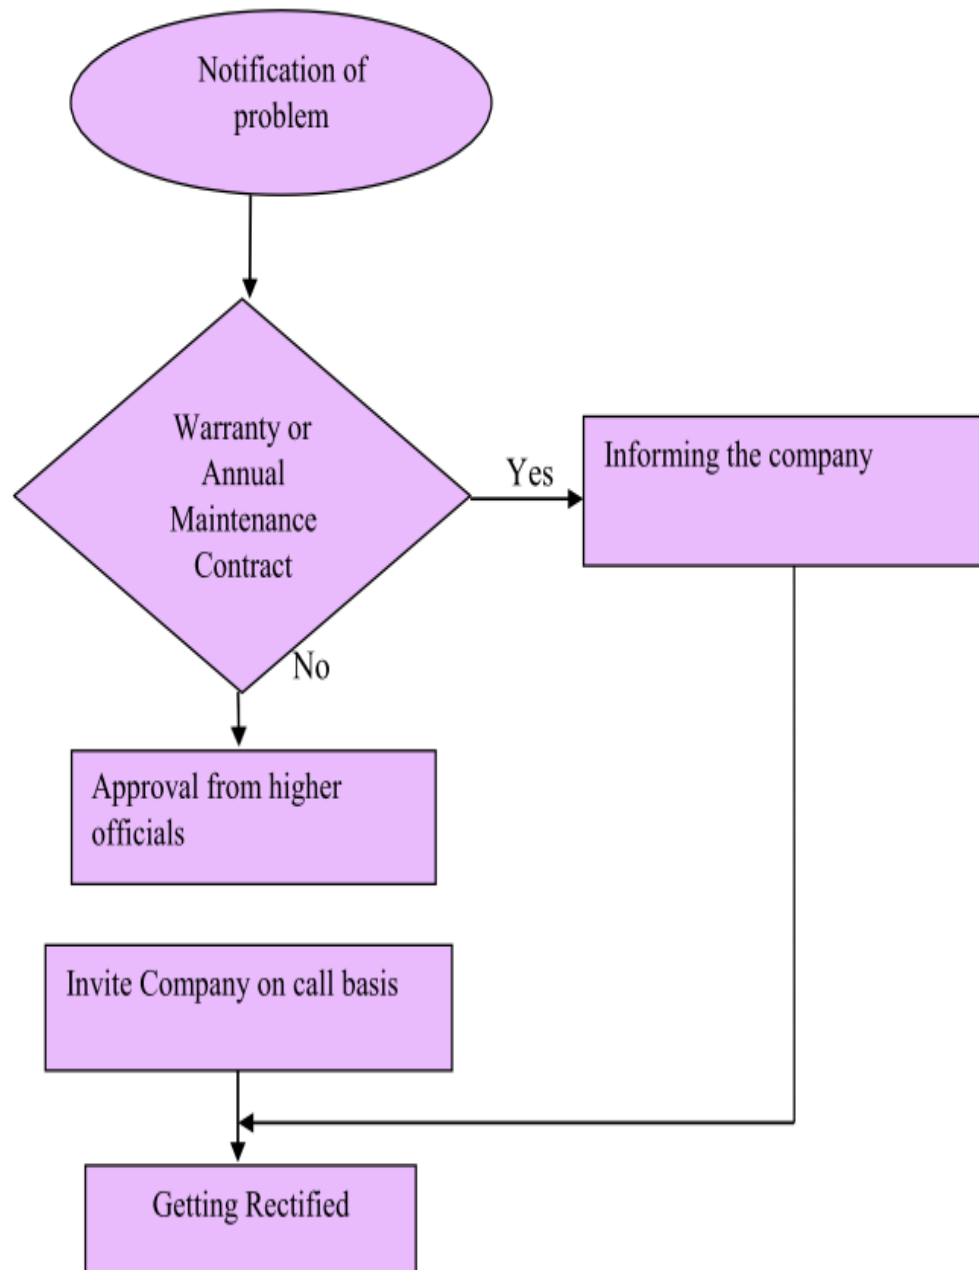 Notification of
problem
Warranty or
Annual
Maintenance
Contract
Yes
Informing the company
No
Approval from higher
officials
Invite Company on call basis
Getting Rectified